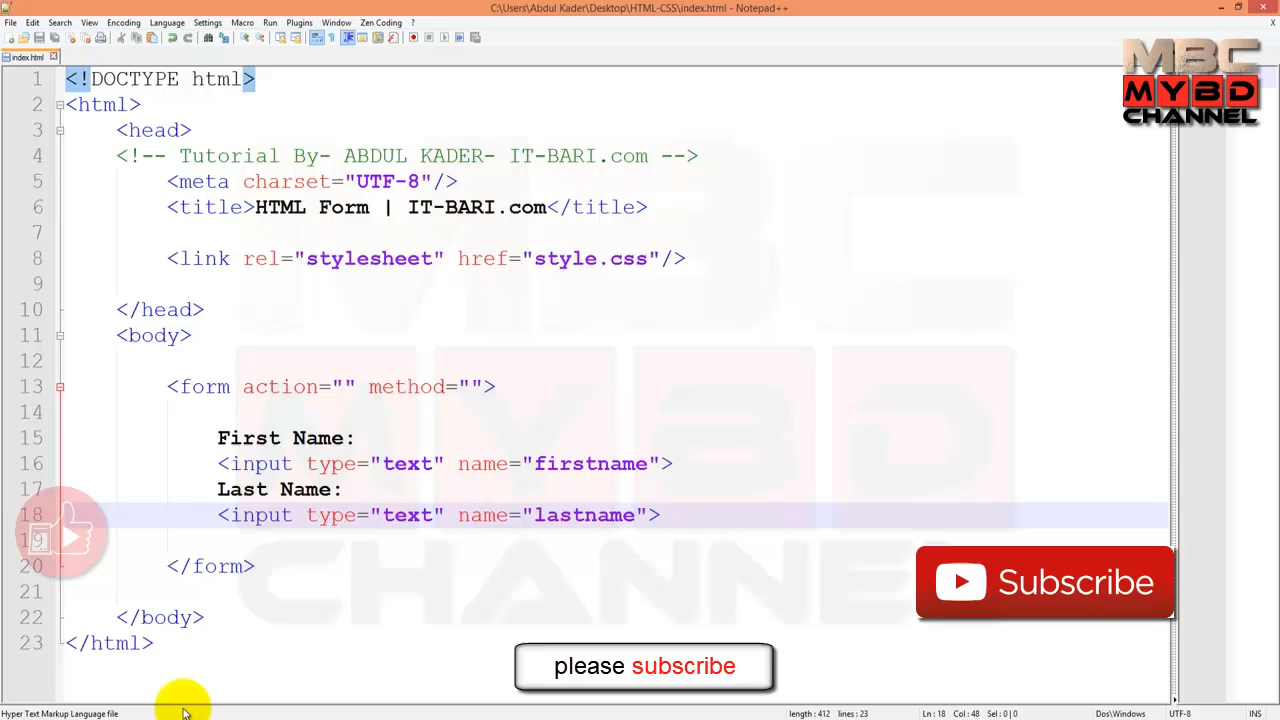 C:\Users\Abdul Kader\Desktop\HTML-CSS\index.html - Notepad++
File Edit Search View Encoding Language Settings Macro Run Plugins Window Zen Coding ?
index.html
MBC
MYBD
CHANNEL
1 <!DOCTYPE html>
2 <html>
3 <head>
4 <!-- Tutorial By- ABDUL KADER- IT-BARI.com -->
5 <meta charset="UTF-8"/>
6 <title>HTML Form | IT-BARI.com</title>
7
8 <link rel="stylesheet" href="style.css"/>
9
10 </head>
11 <body>
12
13 <form action="" method="">
14
15 First Name:
16 <input type="text" name="firstname">
17 Last Name:
18 <input type="text" name="lastname">
19
20 </form>
21
22 </body>
23 </html>
MBC
MYBD
CHANNEL
Subscribe
please subscribe
Hyper Text Markup Language file length : 412 lines : 23 Ln : 18 Col : 48 Sel : 0 | 0 Dos\Windows UTF-8 INS